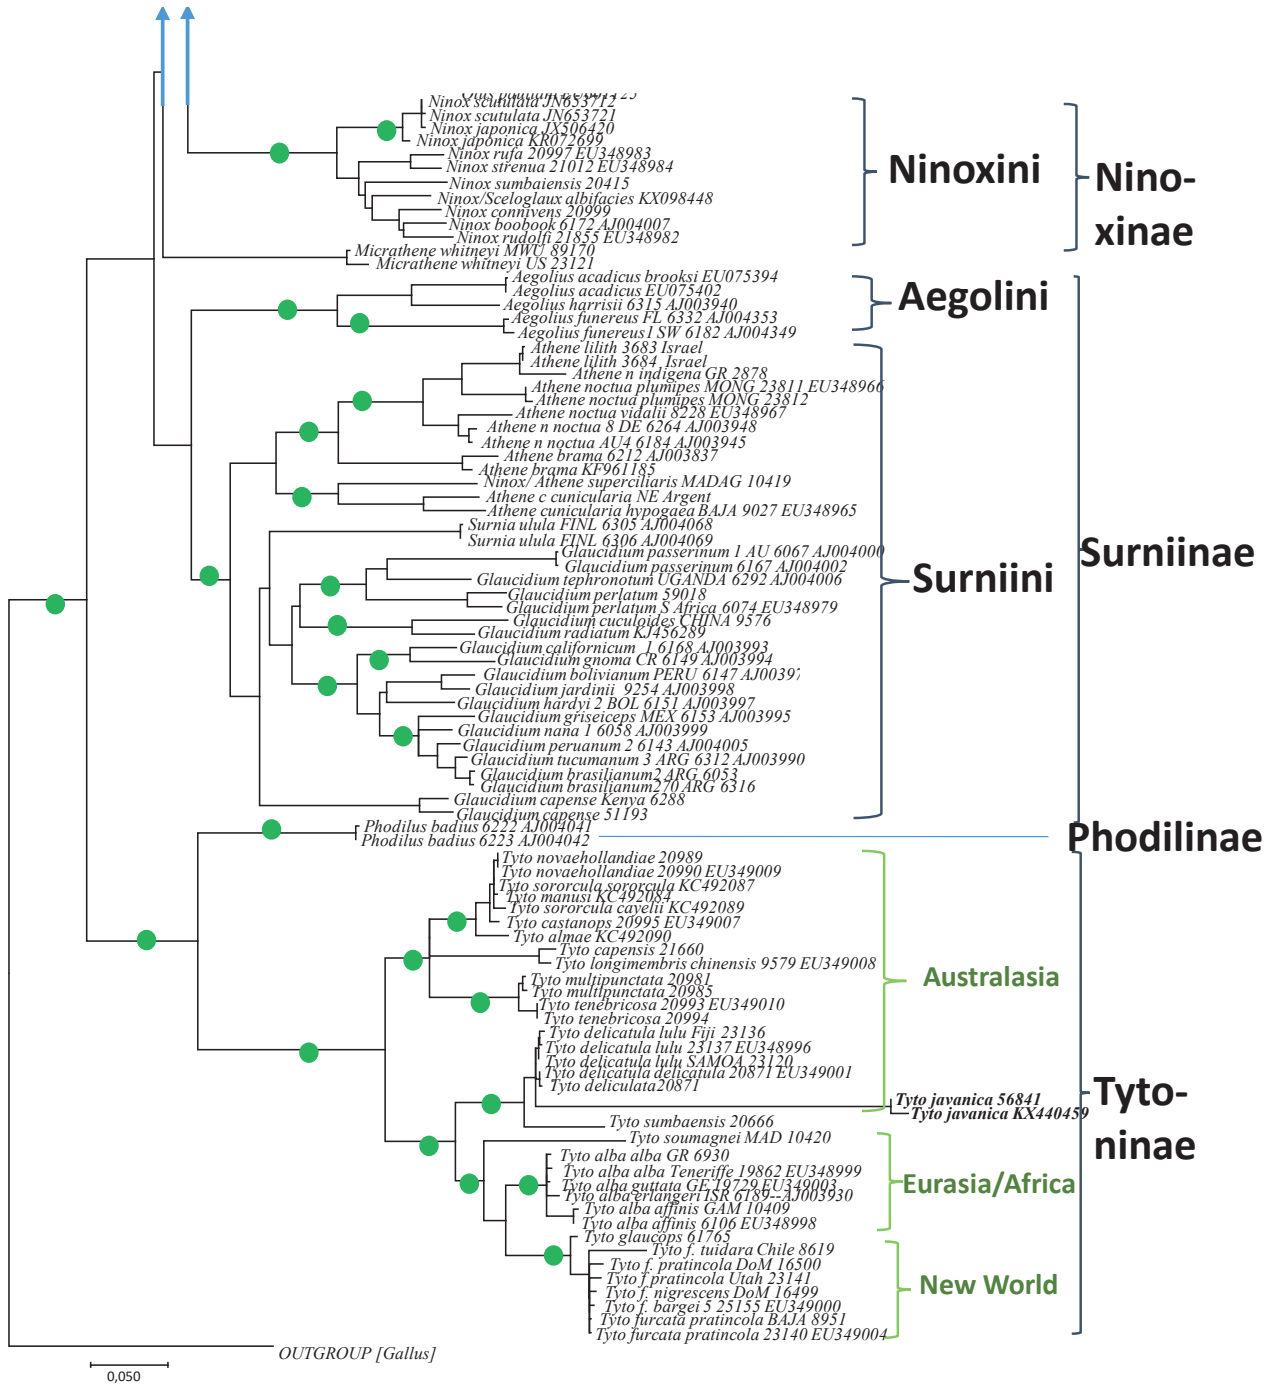 Ninox scutulata JN653712
Ninox scutulata JN653721
Ninox japonica JX506420
Ninox japonica KR072699
Ninox rufa 20997 EU348983
Ninox strenua 21012 EU348984
Ninox sumbaiensis 20415
Ninox/Sceloglaux albifacies KX098448
Ninox connivens 20999
Ninox boobook 6172 AJ004007
Ninox rudolfi 21855 EU348982
Ninoxini
Nino-
xinae
Micrathene whitneyi MWU 89170
Micrathene whitneyi US 23121
Aegolius acadicus brooksi EU075394
Aegolius acadicus EU075402
Aegolius harrisii 6315 AJ003940
Aegolius funereus FL 6332 AJ004353
Aegolius funereus1 SW 6182 AJ004349
Aegolini
Athene lilith 3683 Israel
Athene lilith 3684 Israel
Athene n indigena GR 2878
Athene noctua plumipes MONG 23811 EU348966
Athene noctua plumipes MONG 23812
Athene noctua vidalii 8228 EU348967
Athene n noctua 8 DE 6264 AJ003948
Athene n noctua AU4 6184 AJ003945
Athene brama 6212 AJ003837
Athene brama KF961185
Ninox/ Athene superciliaris MADAG 10419
Athene c cunicularia NE Argent
Athene cunicularia hypogaea BAJA 9027 EU348965
Surnia ulula FINL 6305 AJ004068
Surnia ulula FINL 6306 AJ004069
Glaucidium passerinum 1 AU 6067 AJ004000
Glaucidium passerinum 6167 AJ004002
Glaucidium tephronotum UGANDA 6292 AJ004006
Glaucidium perlatum 59018
Glaucidium perlatum S Africa 6074 EU348979
Glaucidium cuculoides CHINA 9576
Glaucidium radiatum KJ456289
Glaucidium californicum 1 6168 AJ003993
Glaucidium gnoma CR 6149 AJ003994
Glaucidium bolivianum PERU 6147 AJ00397
Glaucidium jardinii 9254 AJ003998
Glaucidium hardyi 2 BOL 6151 AJ003997
Glaucidium griseiceps MEX 6153 AJ003995
Glaucidium nana 1 6058 AJ003999
Glaucidium peruanum 2 6143 AJ004005
Glaucidium tucumanum 3 ARG 6312 AJ003990
Glaucidium brasilianum2 ARG 6053
Glaucidium brasilianum270 ARG 6316
Glaucidium capense Kenya 6288
Glaucidium capense 51193
Surniini
Surniinae
Phodilus badius 6222 AJ004041
Phodilus badius 6223 AJ004042
Phodilinae
Tyto novaehollandiae 20989
Tyto novaehollandiae 20990 EU349009
Tyto sororcula sororcula KC492087
Tyto manusi KC492084
Tyto sororcula cayelii KC492089
Tyto castanops 20995 EU349007
Tyto almae KC492090
Tyto capensis 21660
Tyto longimembris chinensis 9579 EU349008
Tyto multipunctata 20981
Tyto multipunctata 20985
Tyto tenebricosa 20993 EU349010
Tyto tenebricosa 20994
Tyto delicatula lulu Fiji 23136
Tyto delicatula lulu 23137 EU348996
Tyto delicatula lulu SAMOA 23120
Tyto delicatula delicatula 20871 EU349001
Tyto deliculata20871
Tyto javanica 56841
Tyto javanica KX440459
Tyto sumbaensis 20666
Australasia
Tyto-
ninae
Tyto soumagnei MAD 10420
Tyto alba alba GR 6930
Tyto alba alba Teneriffe 19862 EU348999
Tyto alba guttata GE 19729 EU349003
Tyto alba erlangeri ISR 6189--AJ003930
Tyto alba affinis GAM 10409
Tyto alba affinis 6106 EU348998
Eurasia/Africa
Tyto glaucops 61765
Tyto f. tuidara Chile 8619
Tyto f. pratincola DoM 16500
Tyto f pratincola Utah 23141
Tyto f. nigrescens DoM 16499
Tyto f. bargei 5 25155 EU349000
Tyto furcata pratincola BAJA 8951
Tyto furcata pratincola 23140 EU349004
New World
OUTGROUP [Gallus]
0,050